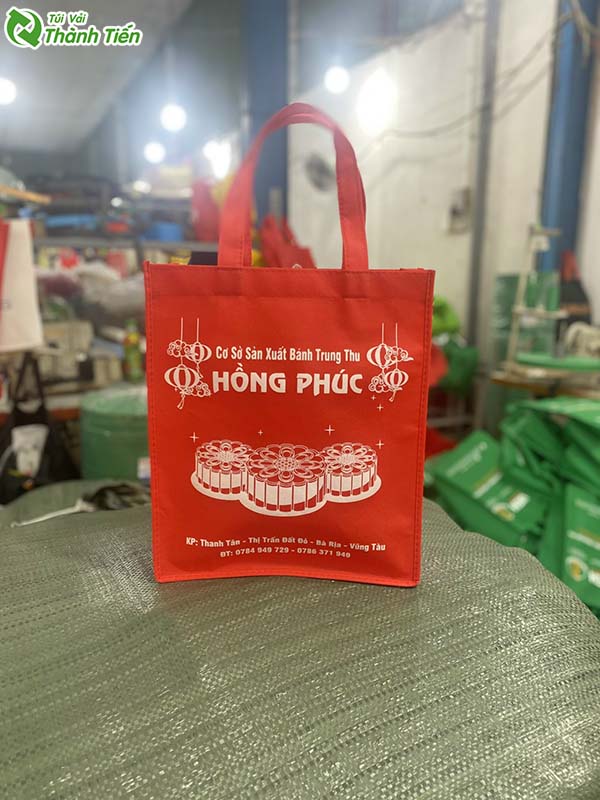 Túi Vải
Thành Tiến
Cơ Sở Sản Xuất Bánh Trung Thu
HỒNG PHÚC
KP: Thanh Tân - Thị Trấn Đất Đỏ - Bà Rịa - Vũng Tàu
ĐT: 0784 949 729 - 0786 371 949